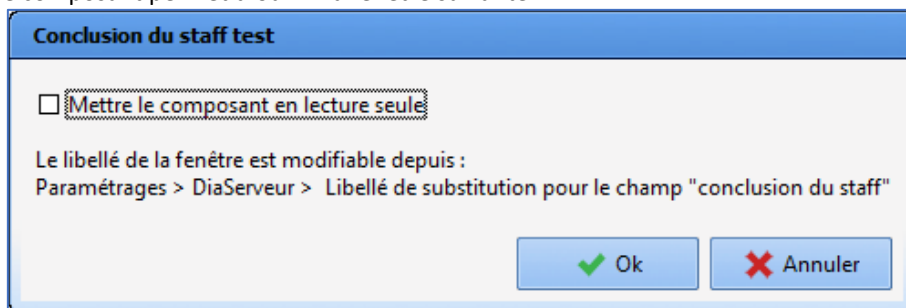 Conclusion du staff test
Mettre le composant en lecture seule
Le libellé de la fenêtre est modifiable depuis :
Paramétrages > DiaServeur > Libellé de substitution pour le champ "conclusion du staff"
Ok
Annuler